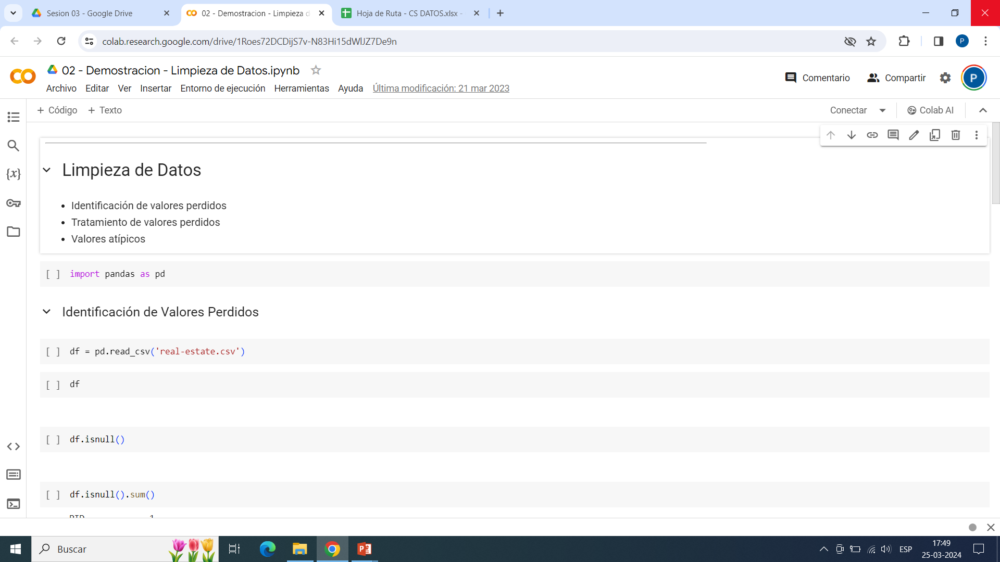 Sesion 03 - Google Drive
02 - Demostracion - Limpieza d
Hoja de Ruta - CS DATOS.xlsx -
colab.research.google.com/drive/1Roes72DCDijS7v-N83Hi15dWlJZ7De9n
P
02 - Demostracion - Limpieza de Datos.ipynb
Archivo Editar Ver Insertar Entorno de ejecución Herramientas Ayuda Última modificación: 21 mar 2023
Comentario Compartir P
+ Código + Texto
Conectar Colab AI
{x}
Limpieza de Datos
• Identificación de valores perdidos
• Tratamiento de valores perdidos
• Valores atípicos
[ ] import pandas as pd
Identificación de Valores Perdidos
[ ] df = pd.read_csv('real-estate.csv')
[ ] df
[ ] df.isnull()
[ ] df.isnull().sum()
PID 1
Buscar
ESP
17:49
25-03-2024